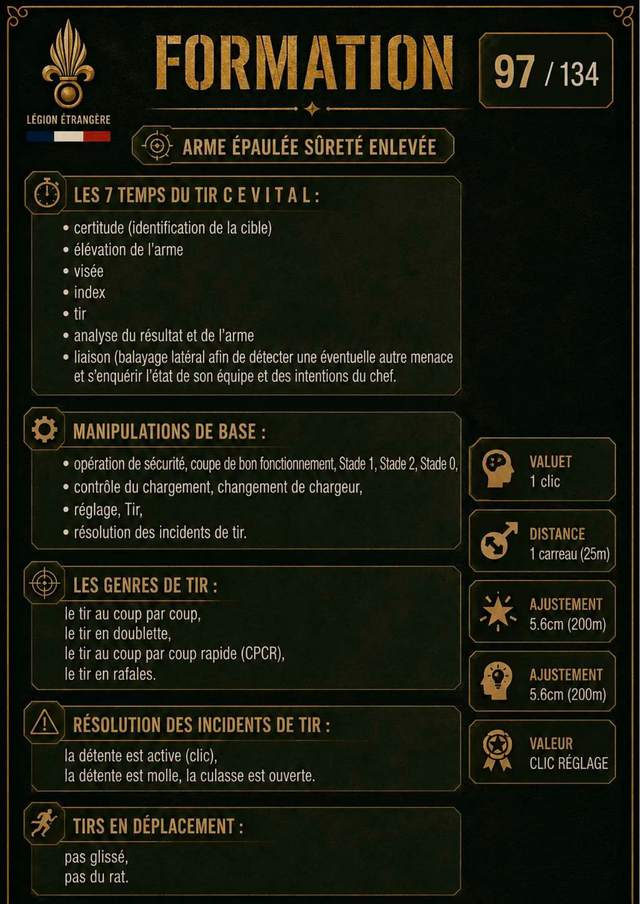 FORMATION
97 / 134
LÉGION ÉTRANGÈRE
ARME ÉPAULÉE SÛRETÉ ENLEVÉE
LES 7 TEMPS DU TIR C E V I T A L :
• certitude (identification de la cible)
• élévation de l'arme
• visée
• index
• tir
• analyse du résultat et de l'arme
• liaison (balayage latéral afin de détecter une éventuelle autre menace
et s'enquérir l'état de son équipe et des intentions du chef.
MANIPULATIONS DE BASE :
• opération de sécurité, coupe de bon fonctionnement, Stade 1, Stade 2, Stade 0,
• contrôle du chargement, changement de chargeur,
• réglage, Tir,
• résolution des incidents de tir.
LES GENRES DE TIR :
le tir au coup par coup,
le tir en doublette,
le tir au coup par coup rapide (CPCR),
le tir en rafales.
RÉSOLUTION DES INCIDENTS DE TIR :
la détente est active (clic),
la détente est molle, la culasse est ouverte.
TIRS EN DÉPLACEMENT :
pas glissé,
pas du rat.
VALUET
1 clic
DISTANCE
1 carreau (25m)
AJUSTEMENT
5.6cm (200m)
AJUSTEMENT
5.6cm (200m)
VALEUR
CLIC RÉGLAGE